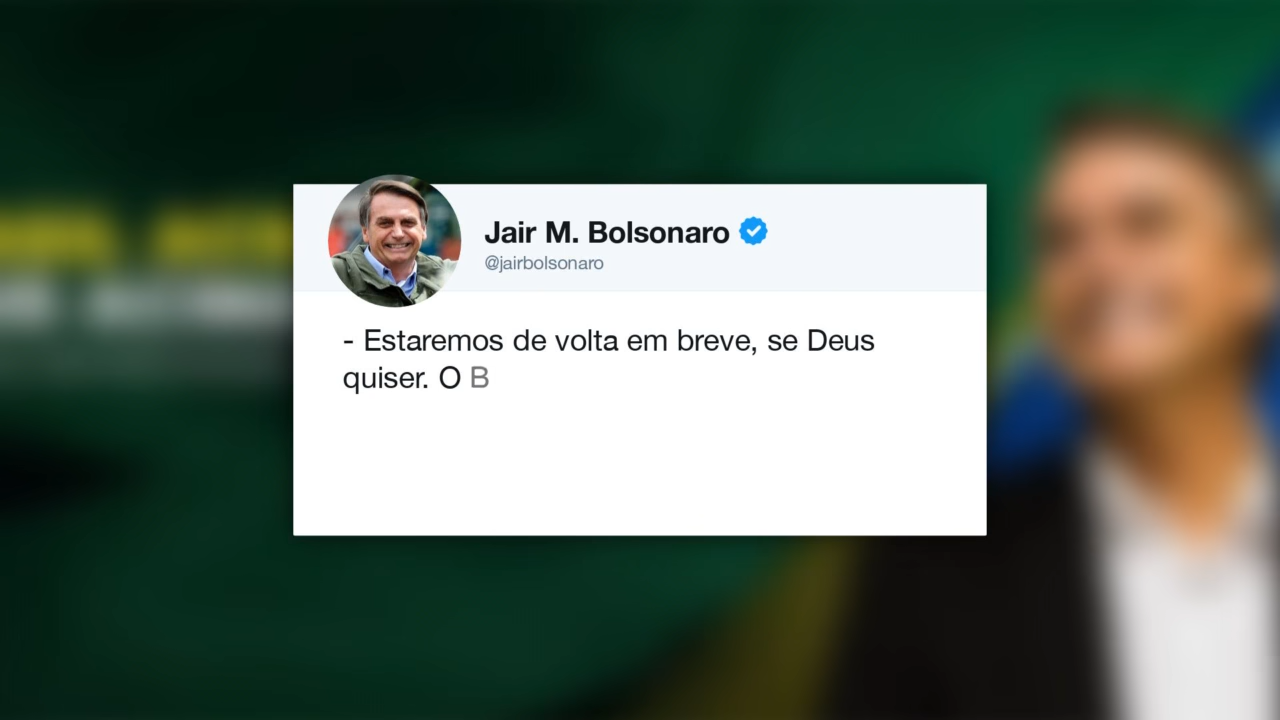 Jair M. Bolsonaro
@jairbolsonaro
- Estaremos de volta em breve, se Deus
quiser. O B